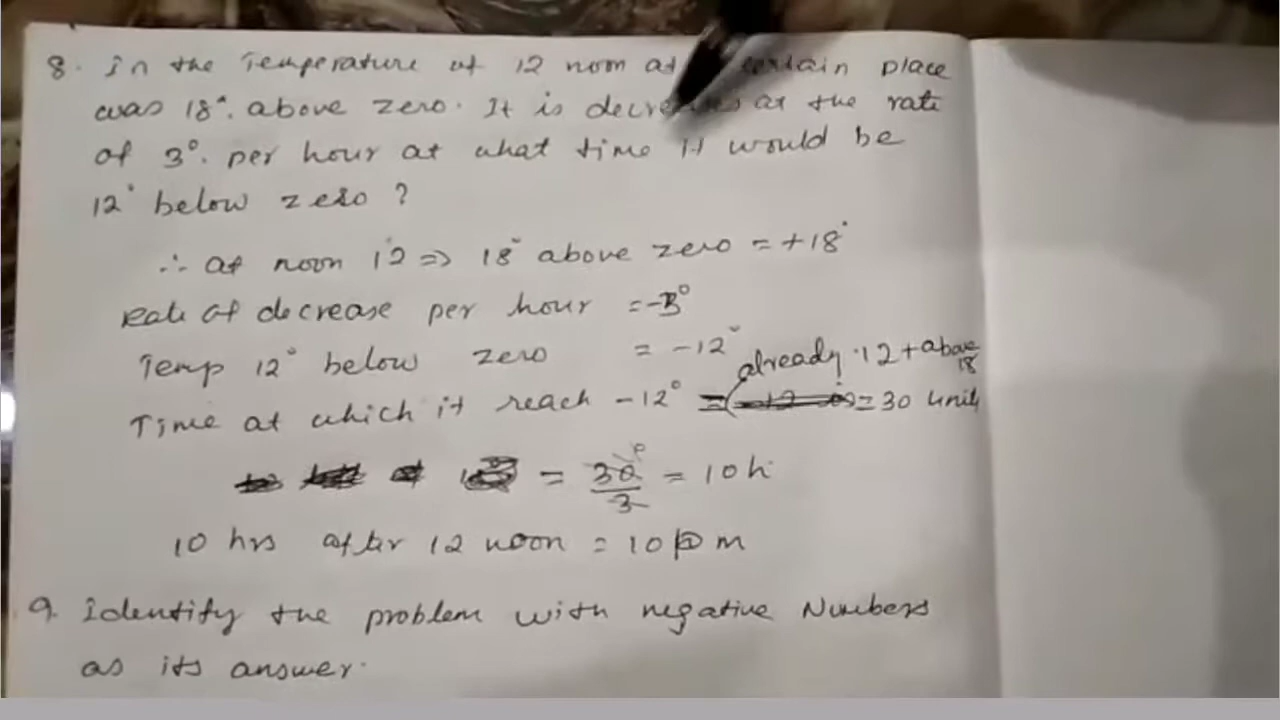 8. in the Temperature of 12 noon at certain place
was 18°. above zero. It is decreases at the rate
of 3°. per hour at what time it would be
12° below zero ?
∴ at noon 12 ⇒ 18° above zero = +18°
Rate of decrease per hour = -3°
Temp 12° below zero = -12°
already 12 + above 18
Time at which it reach -12° = 30 units
= 30/3 = 10 h
10 hrs after 12 noon = 10 pm
9. identify the problem with negative Numbers
as its answer.